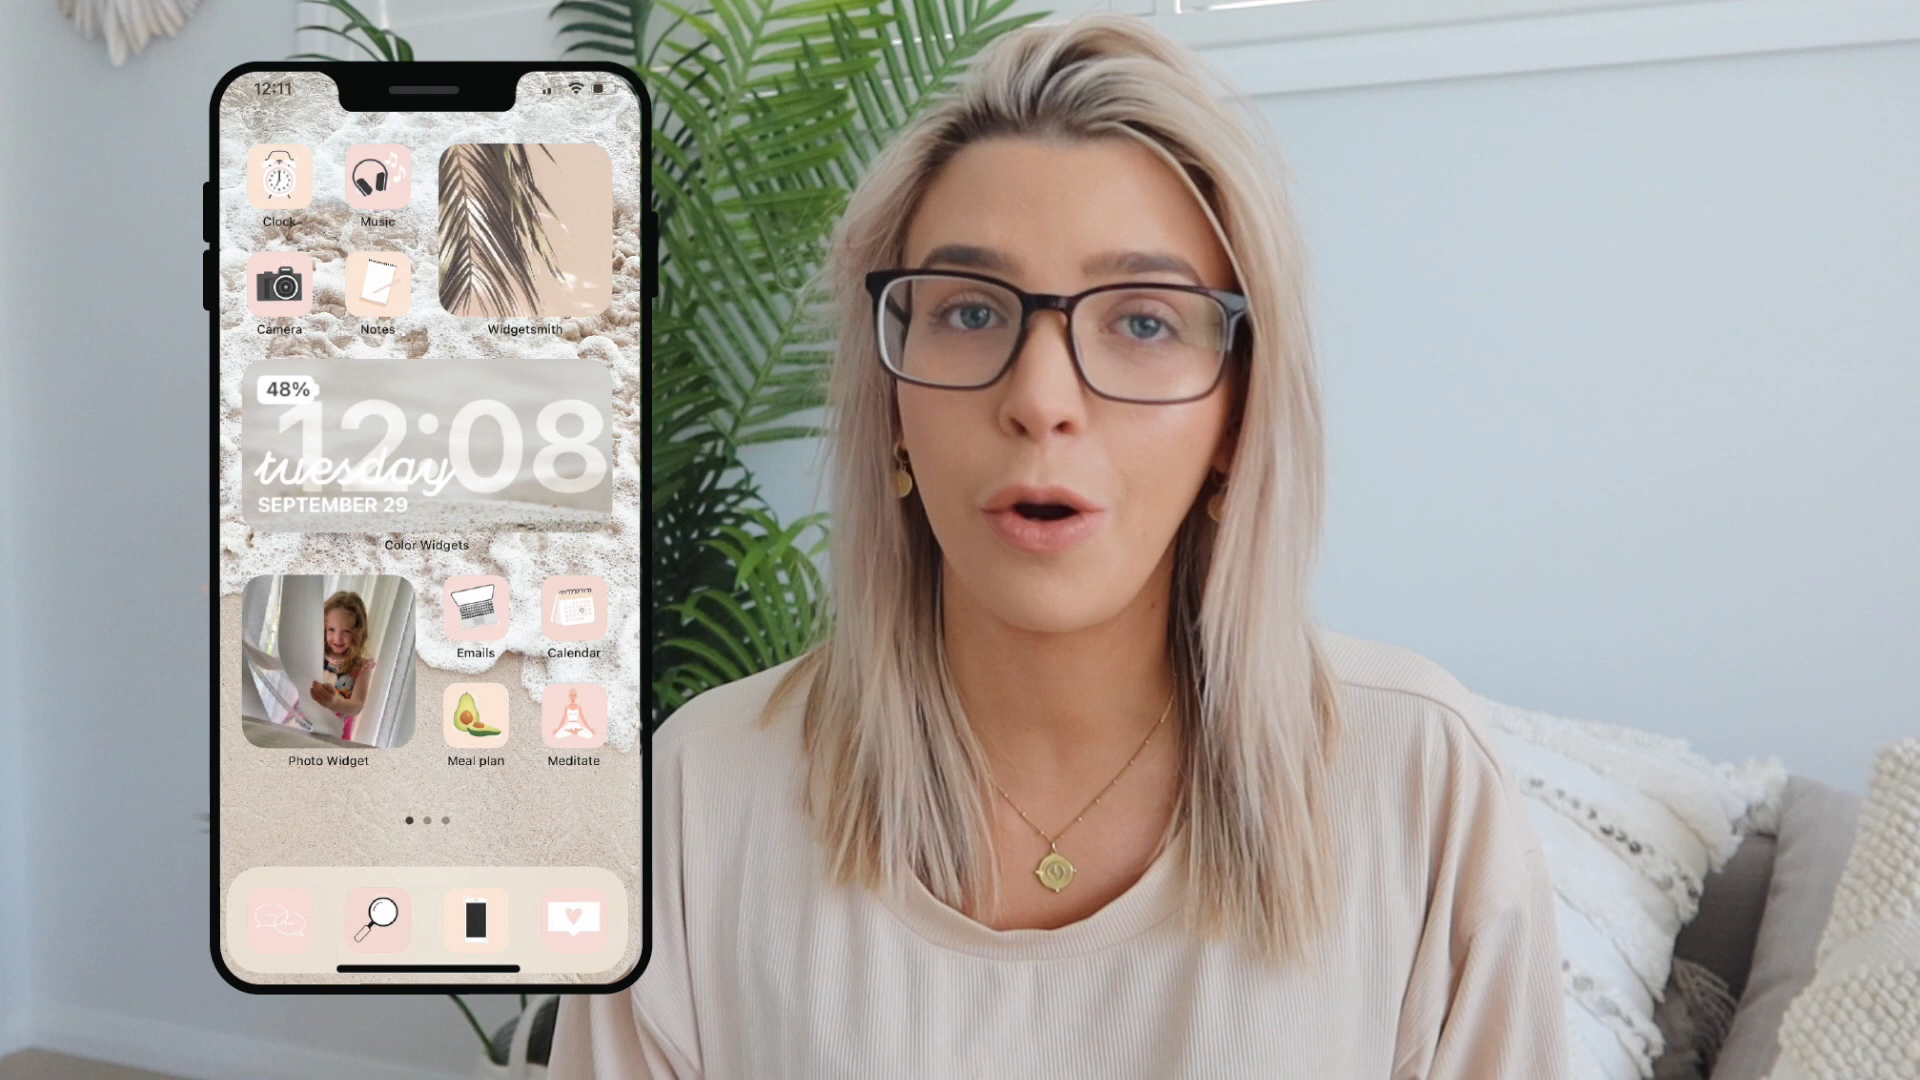 12:11
Clock
Music
Camera
Notes
Widgetsmith
48%
12:08
tuesday
SEPTEMBER 29
Color Widgets
Emails
Calendar
Photo Widget
Meal plan
Meditate